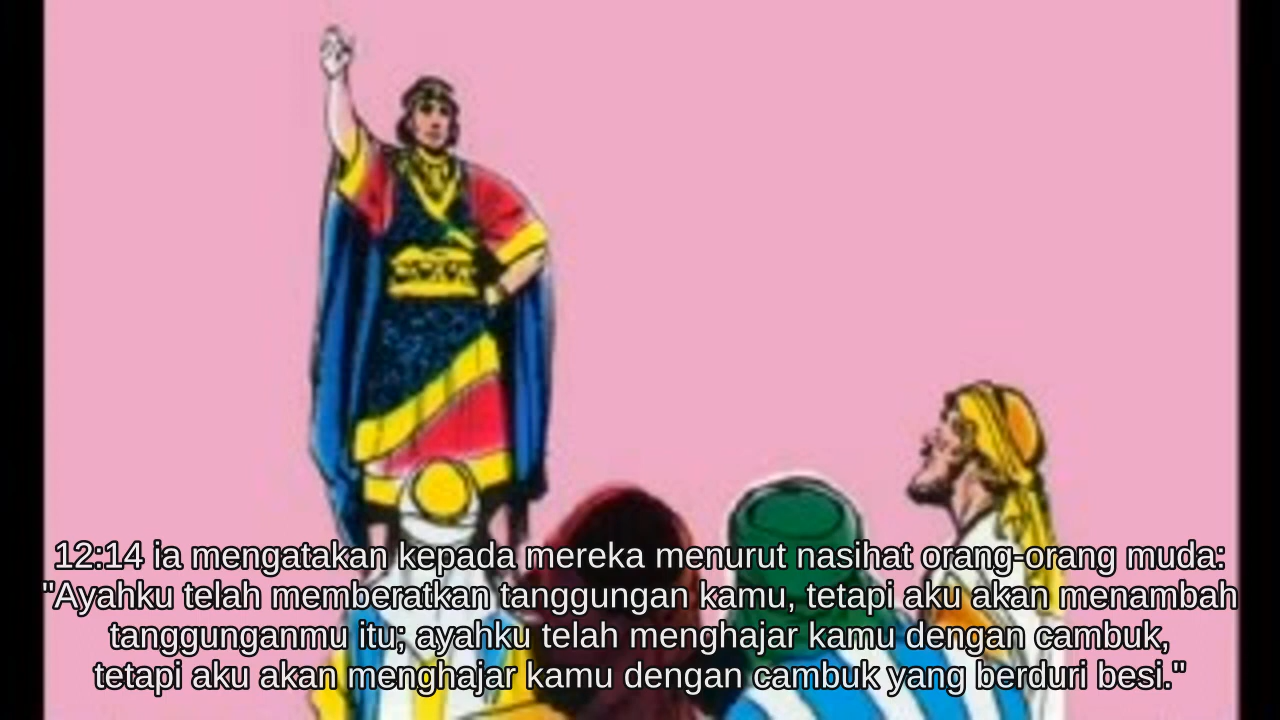 12:14 ia mengatakan kepada mereka menurut nasihat orang-orang muda:
"Ayahku telah memberatkan tanggungan kamu, tetapi aku akan menambah
tanggunganmu itu; ayahku telah menghajar kamu dengan cambuk,
tetapi aku akan menghajar kamu dengan cambuk yang berduri besi."